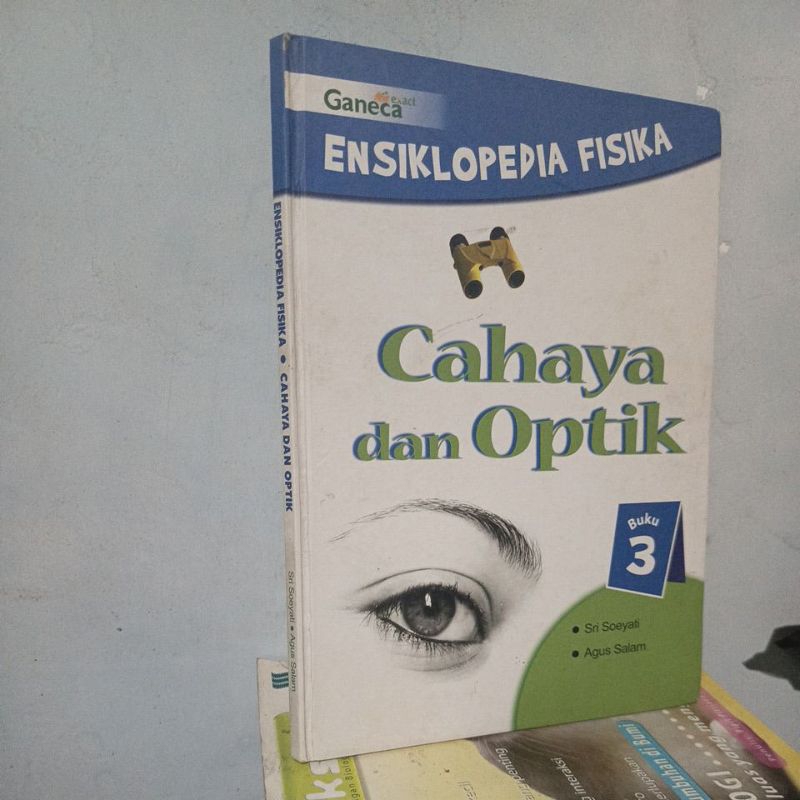 Ganeca exact
ENSIKLOPEDIA FISIKA
Cahaya
dan Optik
Buku
3
• Sri Soeyati
• Agus Salam
ENSIKLOPEDIA FISIKA • CAHAYA DAN OPTIK
Sri Soeyati • Agus Salam